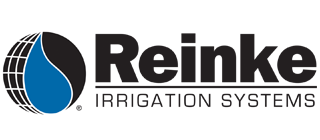 Reinke
®
IRRIGATION SYSTEMS